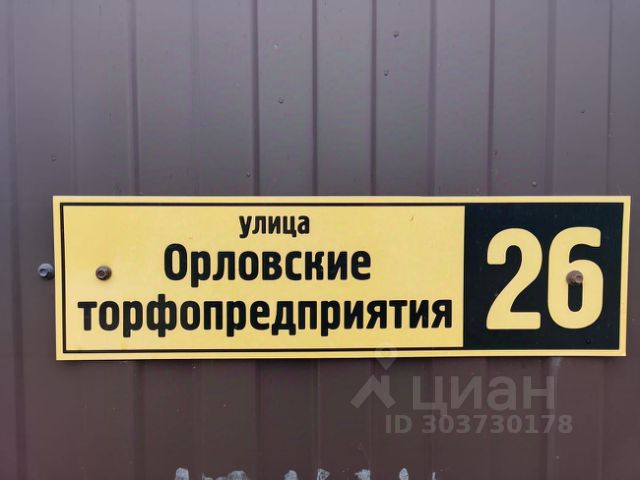 улица
Орловские
торфопредприятия
26
циан
ID 303730178